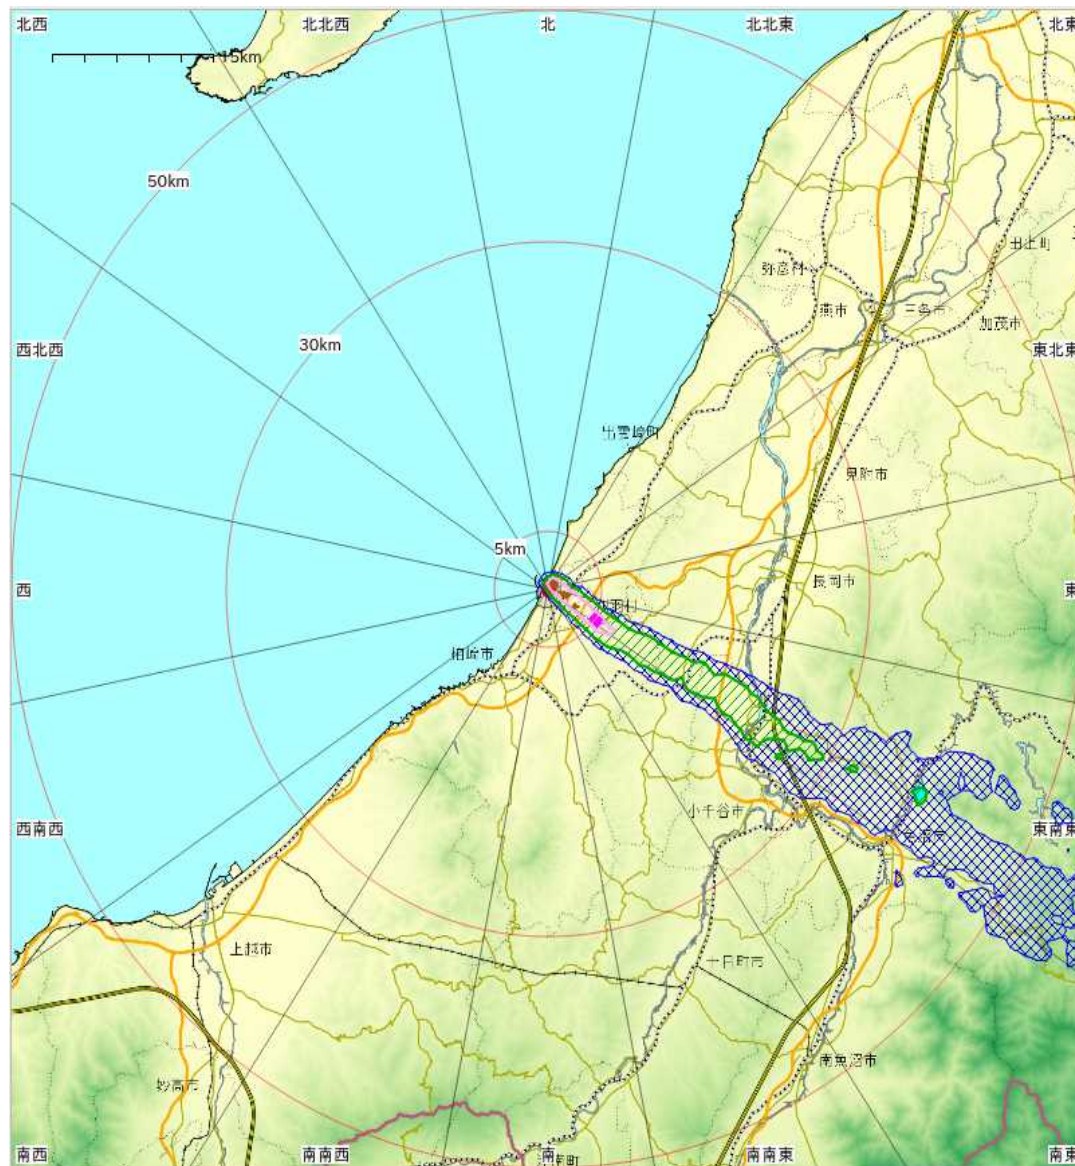 北西
北北西
北
北北東
北東
15km
50km
田上町
弥彦村
燕市
三条市
加茂市
西北西
30km
東北東
出雲崎町
見附市
5km
西
長岡市
東
柏崎市
小千谷市
西南西
東南東
上越市
十日町市
南魚沼市
妙高市
南西
南南西
南
南町
南南東
南東